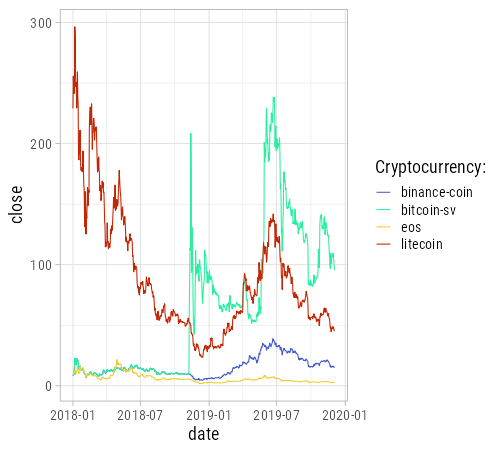 300
200
100
0
close
2018-01 2018-07 2019-01 2019-07 2020-01
date
Cryptocurrency:
binance-coin
bitcoin-sv
eos
litecoin